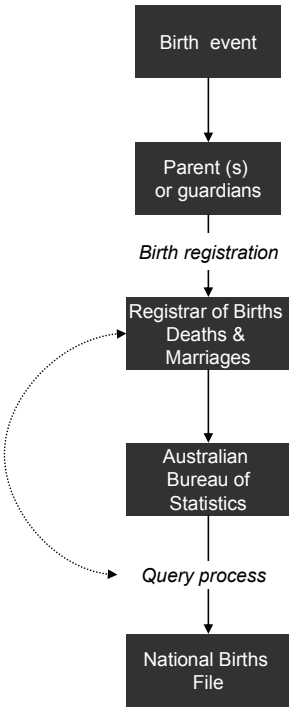 Birth event
Parent (s)
or guardians
Birth registration
Registrar of Births
Deaths &
Marriages
Australian
Bureau of
Statistics
Query process
National Births
File